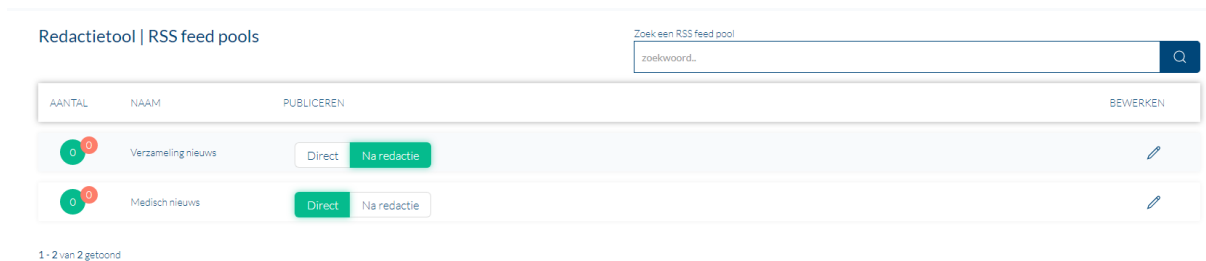 Redactietool | RSS feed pools
Zoek een RSS feed pool
zoekwoord..
AANTAL NAAM PUBLICEREN BEWERKEN
0 0 Verzameling nieuws Direct Na redactie
0 0 Medisch nieuws Direct Na redactie
1 - 2 van 2 getoond